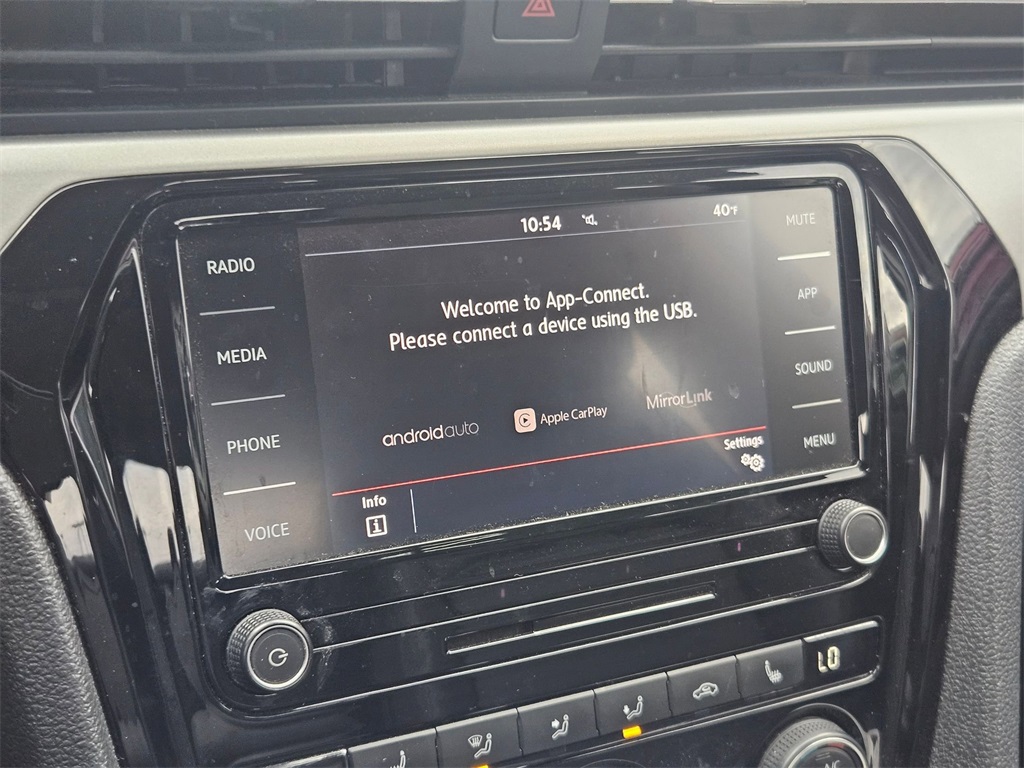 10:54
40°F
RADIO
MUTE
Welcome to App-Connect.
Please connect a device using the USB.
APP
MEDIA
SOUND
androidauto
Apple CarPlay
MirrorLink
PHONE
Settings
MENU
Info
i
VOICE
LO
A/C